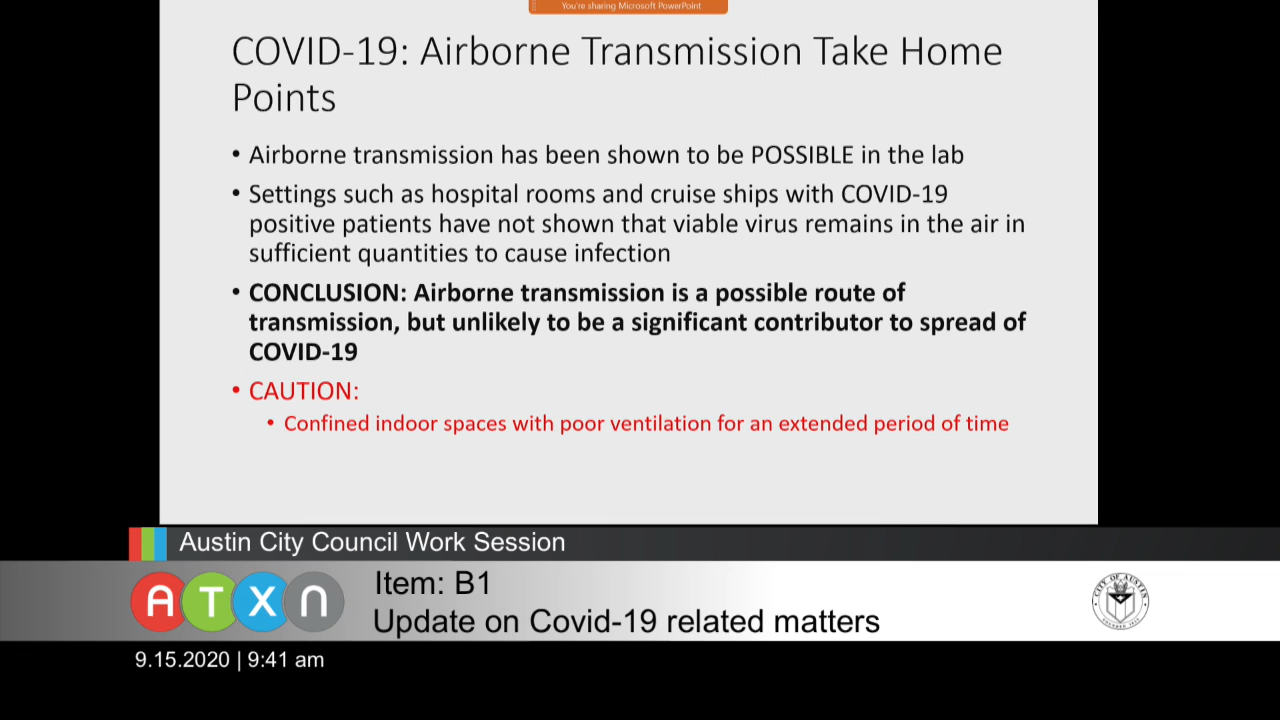 You're sharing Microsoft PowerPoint
COVID-19: Airborne Transmission Take Home
Points
• Airborne transmission has been shown to be POSSIBLE in the lab
• Settings such as hospital rooms and cruise ships with COVID-19
positive patients have not shown that viable virus remains in the air in
sufficient quantities to cause infection
• CONCLUSION: Airborne transmission is a possible route of
transmission, but unlikely to be a significant contributor to spread of
COVID-19
• CAUTION:
• Confined indoor spaces with poor ventilation for an extended period of time
Austin City Council Work Session
ATXN
Item: B1
Update on Covid-19 related matters
CITY OF AUSTIN
9.15.2020 | 9:41 am